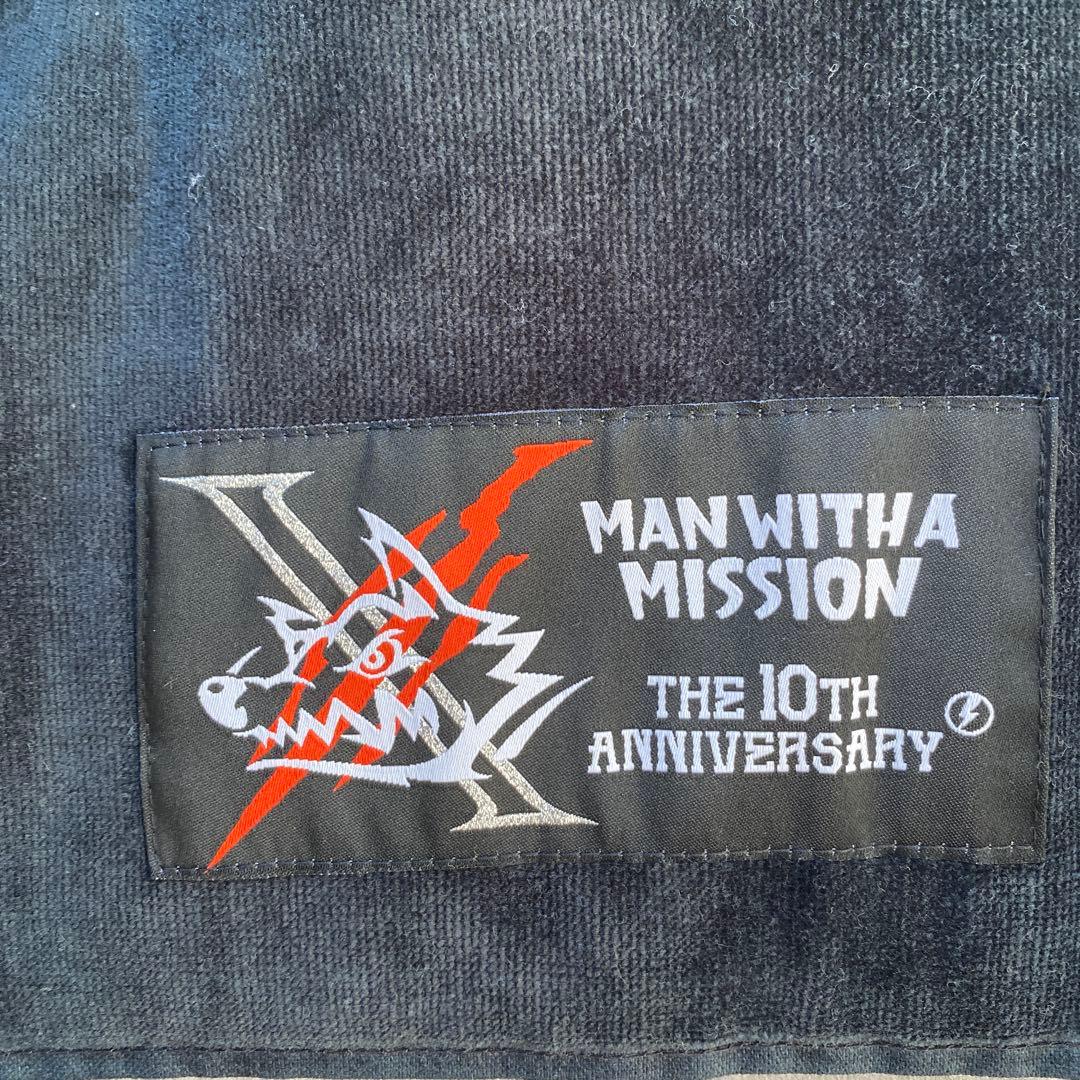 MAN WITH A
MISSION
THE 10TH
ANNIVERSARY